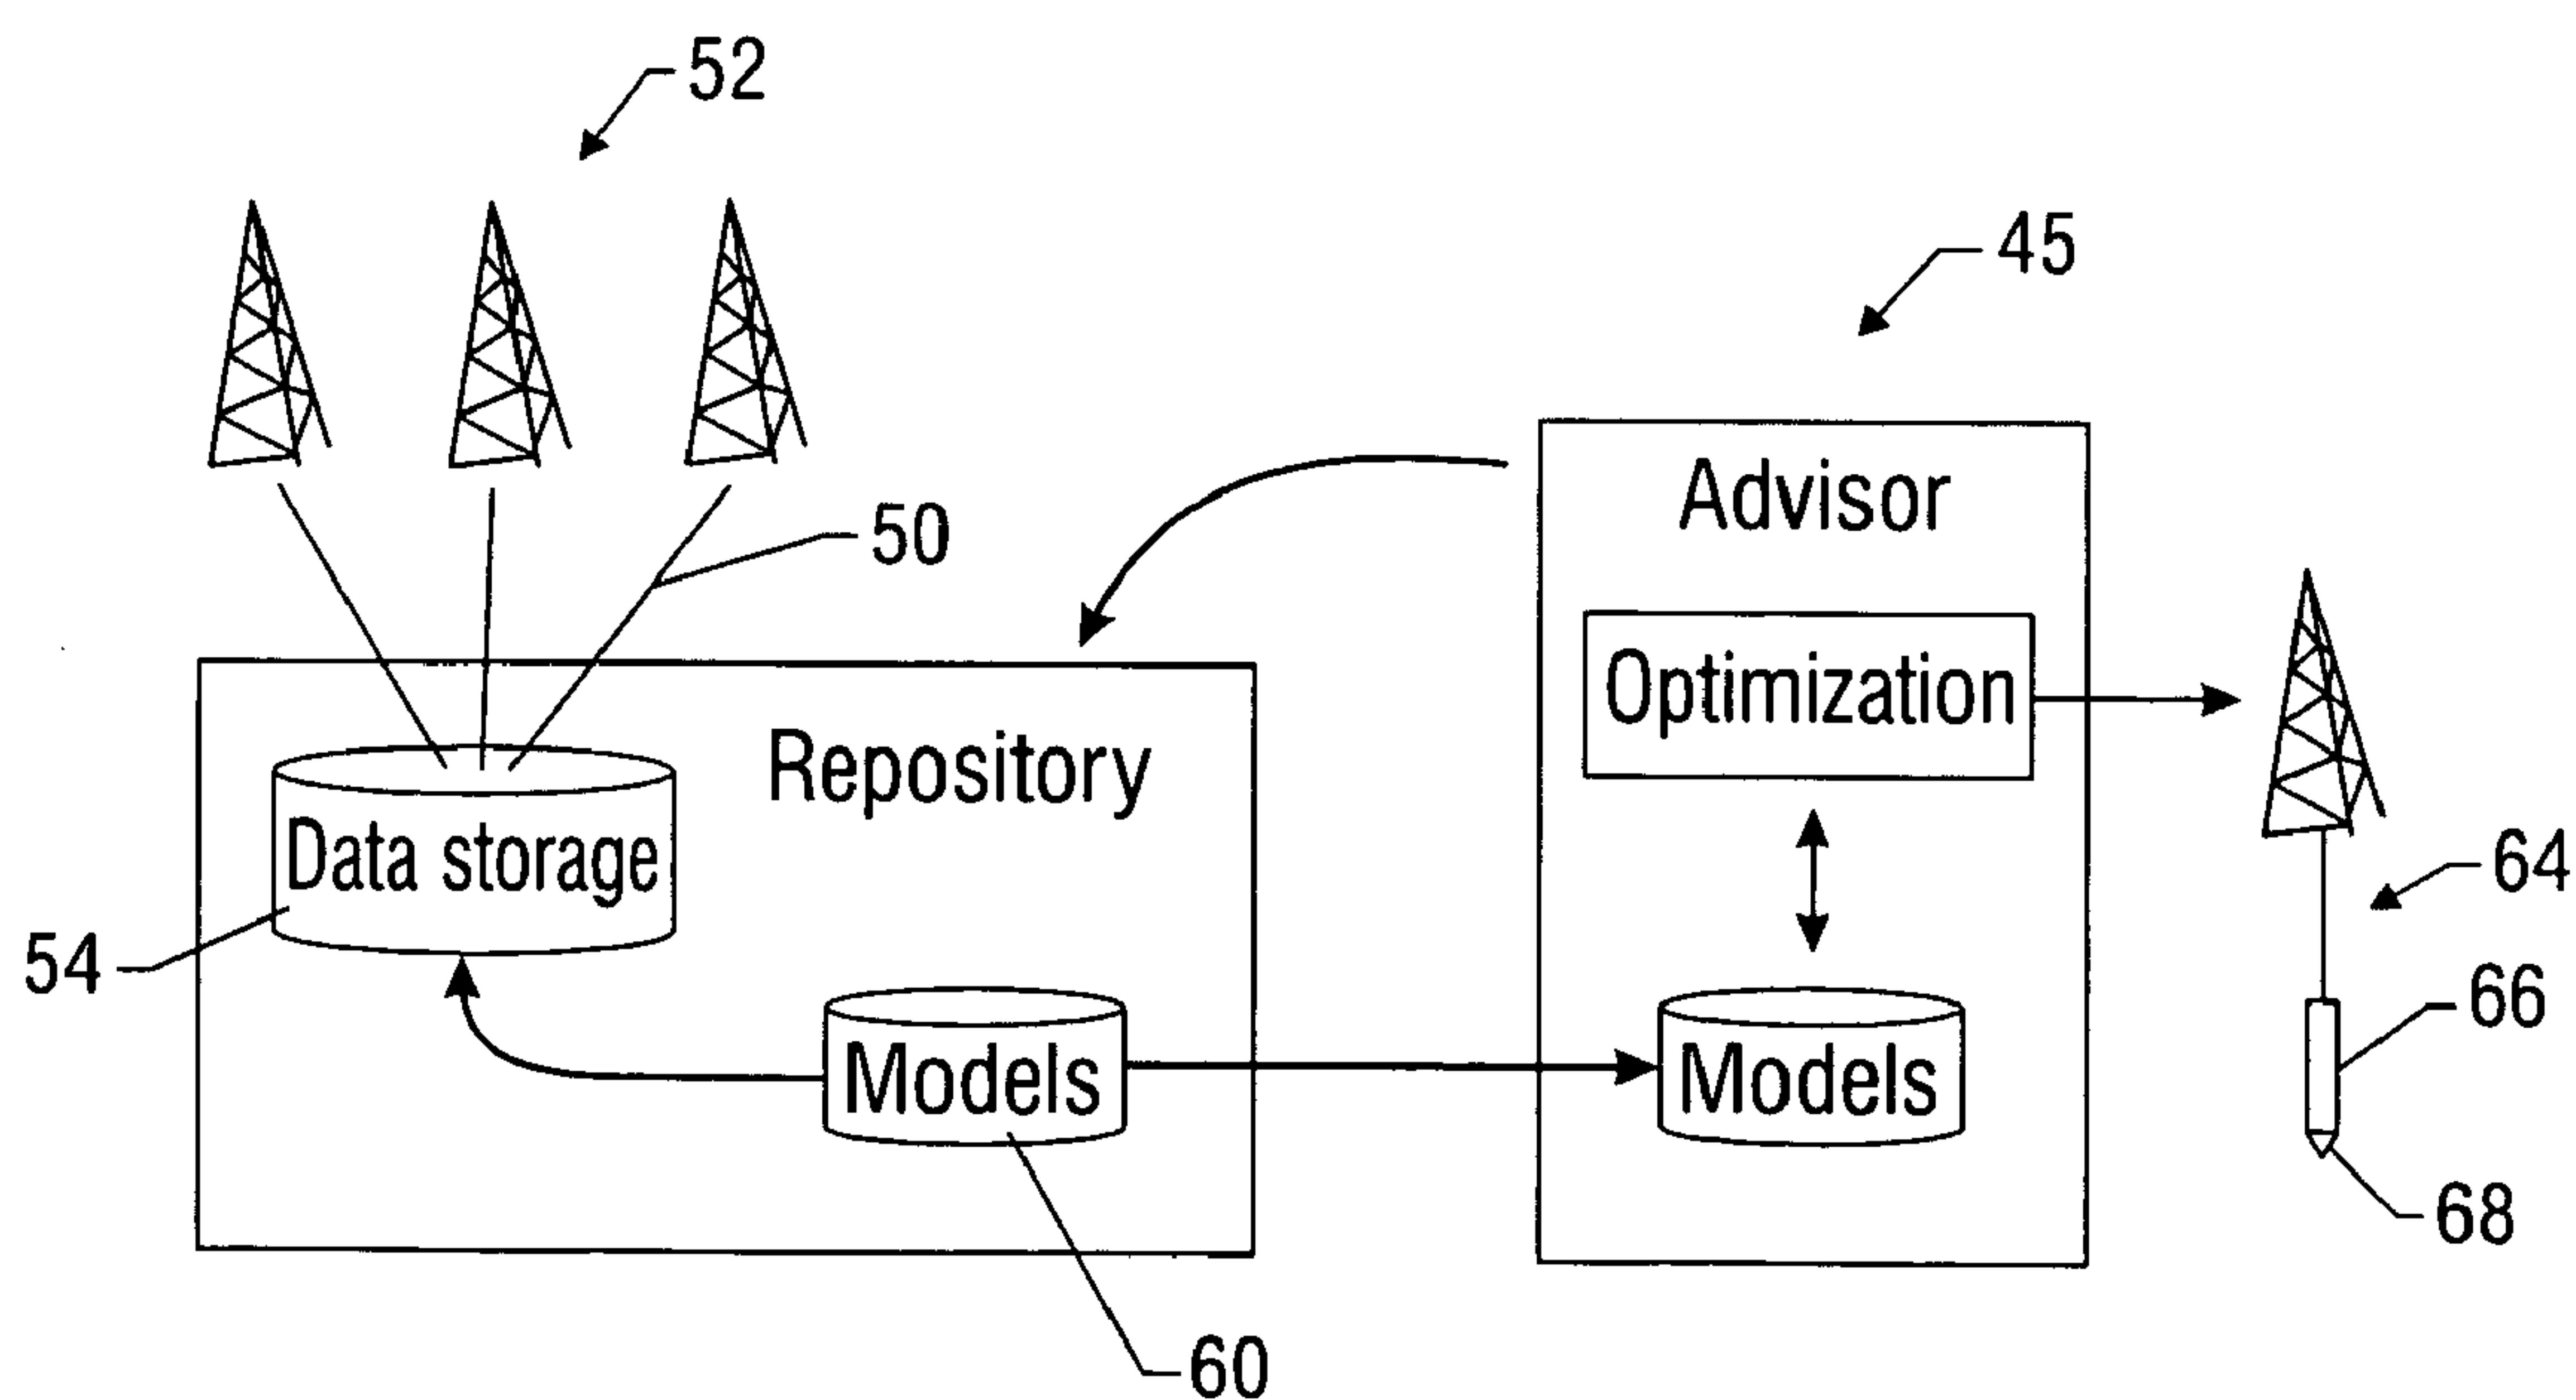 52
45
50
Advisor
Optimization
Repository
Data storage
64
54
66
Models
Models
68
60